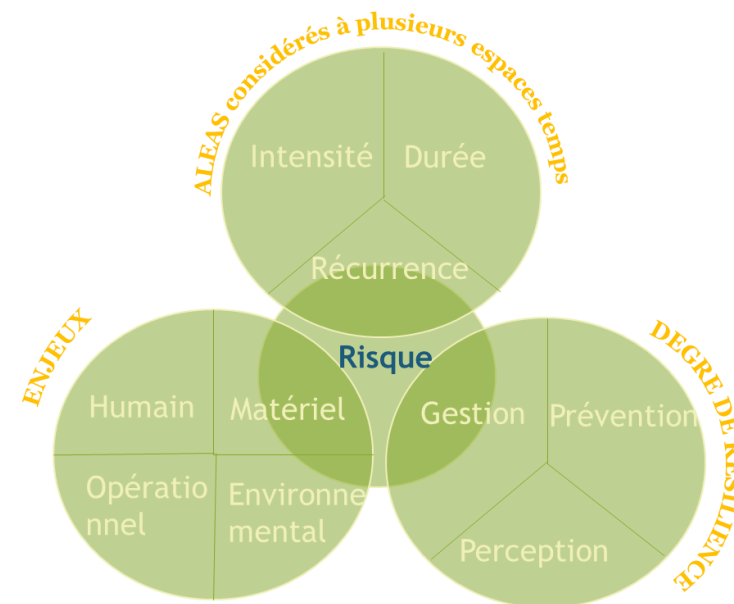 ALEAS considérés à plusieurs espaces temps
Intensité
Durée
Récurrence
Risque
ENJEUX
Humain
Matériel
Opératio
nnel
Environne
mental
DEGRE DE RESILIENCE
Gestion
Prévention
Perception